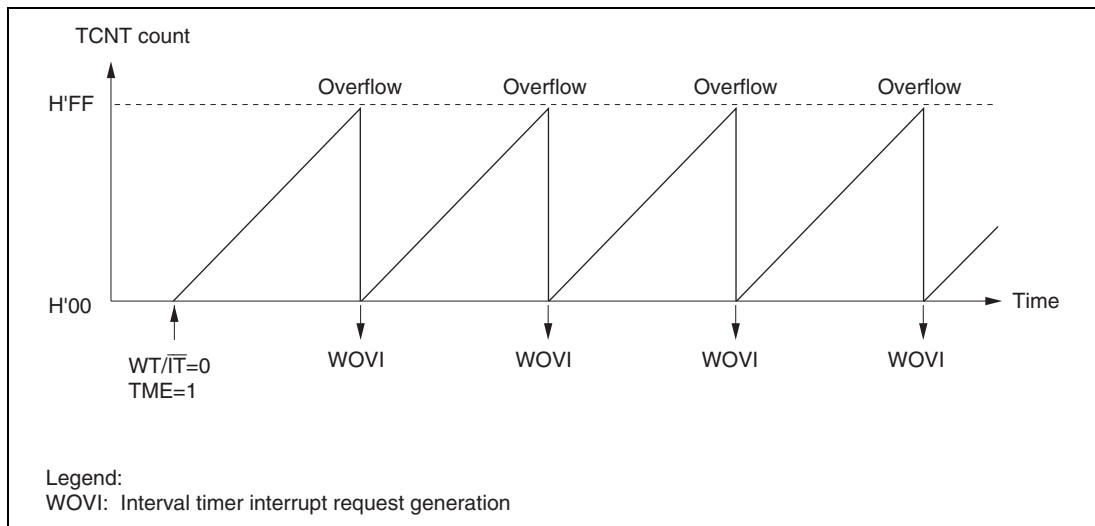 TCNT count
Overflow Overflow Overflow Overflow
H'FF
H'00
Time
WT/I̅T̅=0
TME=1
WOVI WOVI WOVI WOVI
Legend:
WOVI: Interval timer interrupt request generation